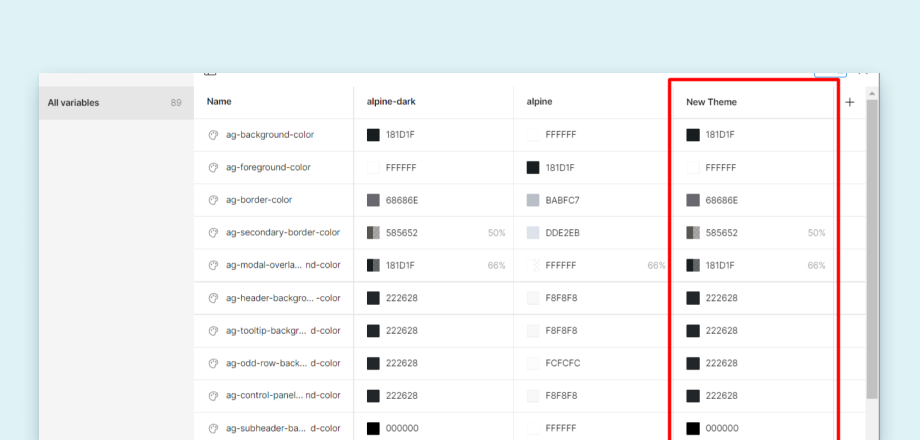 All variables 89 Name alpine-dark alpine New Theme +
ag-background-color 181D1F FFFFFF 181D1F
ag-foreground-color FFFFFF 181D1F FFFFFF
ag-border-color 68686E BABFC7 68686E
ag-secondary-border-color 585652 50% DDE2EB 585652 50%
ag-modal-overla... nd-color 181D1F 66% FFFFFF 66% 181D1F 66%
ag-header-backgro... -color 222628 F8F8F8 222628
ag-tooltip-backgr... d-color 222628 F8F8F8 222628
ag-odd-row-back... d-color 222628 FCFCFC 222628
ag-control-panel... nd-color 222628 F8F8F8 222628
ag-subheader-ba... d-color 000000 FFFFFF 000000